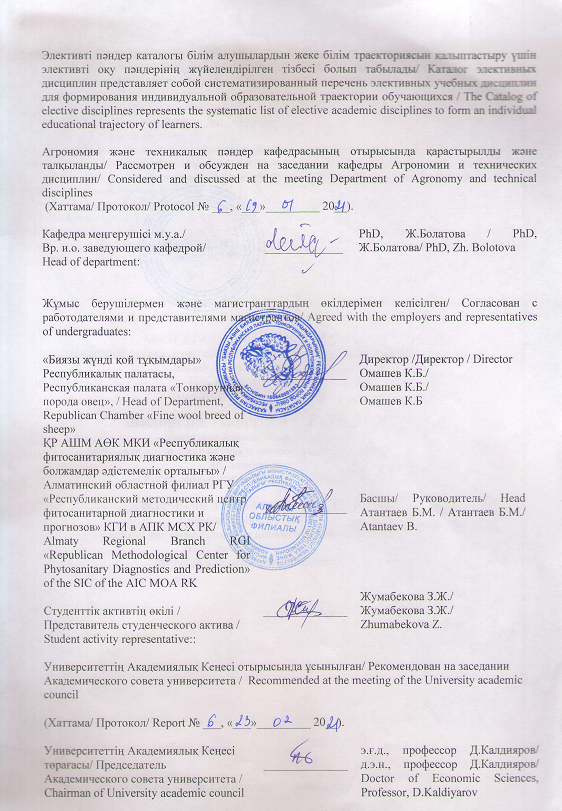 Элективті пәндер каталогы білім алушылардың жеке білім траекториясын қалыптастыру үшін
элективті оқу пәндерінің жүйелендірілген тізбесі болып табылады/ Каталог элективных
дисциплин представляет собой систематизированный перечень элективных учебных дисциплин
для формирования индивидуальной образовательной траектории обучающихся / The Catalog of
elective disciplines represents the systematic list of elective academic disciplines to form an individual
educational trajectory of learners.
Агрономия және техникалық пәндер кафедрасының отырысында қарастырылды және
талқыланды/ Рассмотрен и обсужден на заседании кафедры Агрономии и технических
дисциплин/ Considered and discussed at the meeting Department of Agronomy and technical
disciplines
(Хаттама/ Протокол/ Protocol № 6, « 19 » 01 2021).
Кафедра меңгерушісі м.у.а./ PhD, Ж.Болатова / PhD,
Вр. и.о. заведующего кафедрой/ Ж.Болатова/ PhD, Zh. Bolotova
Head of department:
Жұмыс берушілермен және магистранттардың өкілдерімен келісілген/ Согласован с
работодателями и представителями магистрантов/ Agreed with the employers and representatives
of undergraduates:
«Биязы жүнді қой тұқымдары» Директор /Директор / Director
Республикалық палатасы, Омашев К.Б./
Республиканская палата «Тонкорунная Омашев К.Б./
порода овец», / Head of Department, Омашев К.Б
Republican Chamber «Fine wool breed of
sheep»
ҚР АШМ АӨК МКИ «Республикалық
фитосанитариялық диагностика және
болжамдар әдістемелік орталығы» /
Алматинский областной филиал РГУ
«Республиканский методический центр Басшы/ Руководитель/ Head
фитосанитарной диагностики и Атантаев Б.М. / Атантаев Б.М./
прогнозов» КГИ в АПК МСХ РК/ Atantaev B.
Almaty Regional Branch RGI
«Republican Methodological Center for
Phytosanitary Diagnostics and Prediction»
of the SIC of the AIC MOA RK
АЛМАТЫ ОБЛЫСТЫҚ ФИЛИАЛЫ
Жумабекова З.Ж./
Студенттік активтің өкілі / Жумабекова З.Ж./
Представитель студенческого актива / Zhumabekova Z.
Student activity representative::
Университеттің Академиялық Кеңесі отырысында ұсынылған/ Рекомендован на заседании
Академического совета университета / Recommended at the meeting of the University academic
council
(Хаттама/ Протокол/ Report № 6, «23» 02 2021).
Университеттің Академиялық Кеңесі э.ғ.д., профессор Д.Калдияров/
төрағасы/ Председатель д.э.н., профессор Д.Калдияров/
Академического совета университета / Doctor of Economic Sciences,
Chairman of University academic council Professor, D.Kaldiyarov